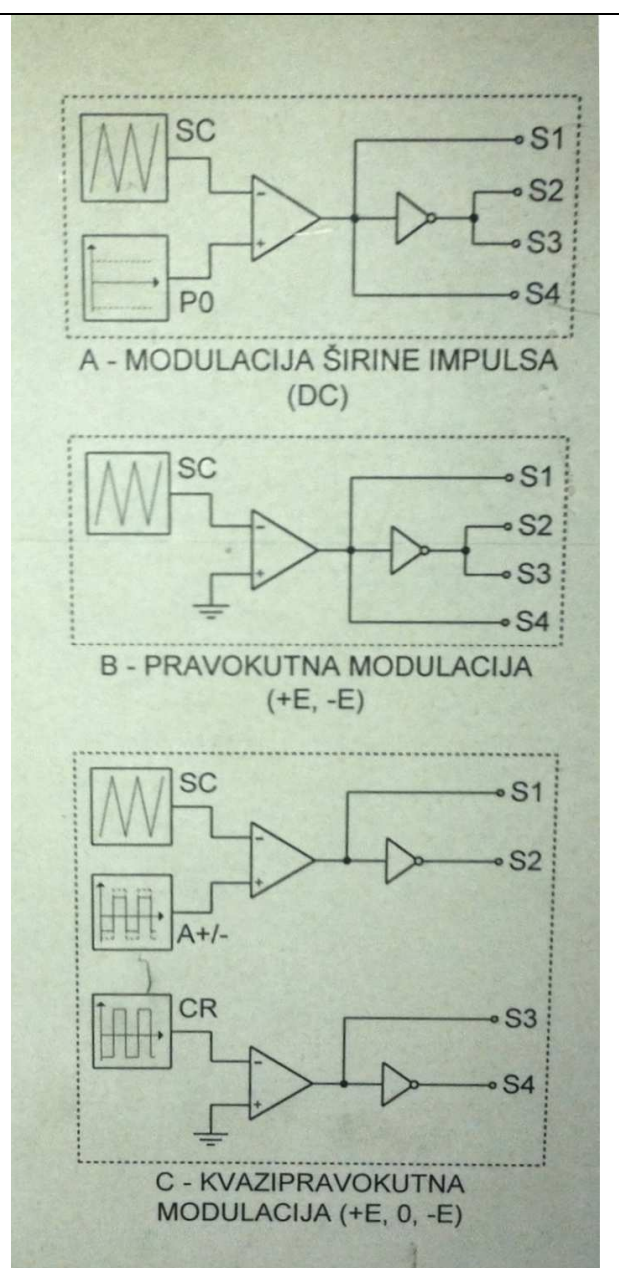 SC
P0
-
+
S1
S2
S3
S4
A - MODULACIJA ŠIRINE IMPULSA
(DC)
SC
-
+
S1
S2
S3
S4
B - PRAVOKUTNA MODULACIJA
(+E, -E)
SC
A+/-
-
+
S1
S2
CR
-
+
S3
S4
C - KVAZIPRAVOKUTNA
MODULACIJA (+E, 0, -E)